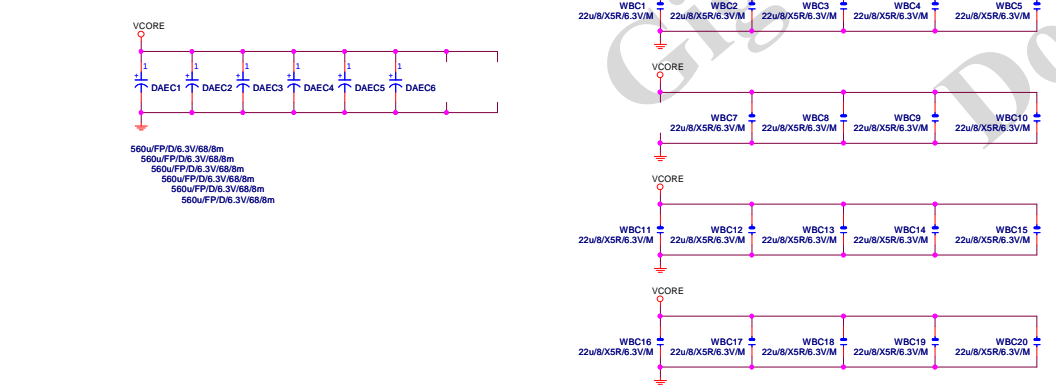 VCORE
1 1 1 1 1 1
+ + + + + +
DAEC1 DAEC2 DAEC3 DAEC4 DAEC5 DAEC6
560u/FP/D/6.3V/68/8m
560u/FP/D/6.3V/68/8m
560u/FP/D/6.3V/68/8m
560u/FP/D/6.3V/68/8m
560u/FP/D/6.3V/68/8m
560u/FP/D/6.3V/68/8m
WBC1 WBC2 WBC3 WBC4 WBC5
22u/8/X5R/6.3V/M 22u/8/X5R/6.3V/M 22u/8/X5R/6.3V/M 22u/8/X5R/6.3V/M 22u/8/X5R/6.3V/M
VCORE
WBC7 WBC8 WBC9 WBC10
22u/8/X5R/6.3V/M 22u/8/X5R/6.3V/M 22u/8/X5R/6.3V/M 22u/8/X5R/6.3V/M
VCORE
WBC11 WBC12 WBC13 WBC14 WBC15
22u/8/X5R/6.3V/M 22u/8/X5R/6.3V/M 22u/8/X5R/6.3V/M 22u/8/X5R/6.3V/M 22u/8/X5R/6.3V/M
VCORE
WBC16 WBC17 WBC18 WBC19 WBC20
22u/8/X5R/6.3V/M 22u/8/X5R/6.3V/M 22u/8/X5R/6.3V/M 22u/8/X5R/6.3V/M 22u/8/X5R/6.3V/M